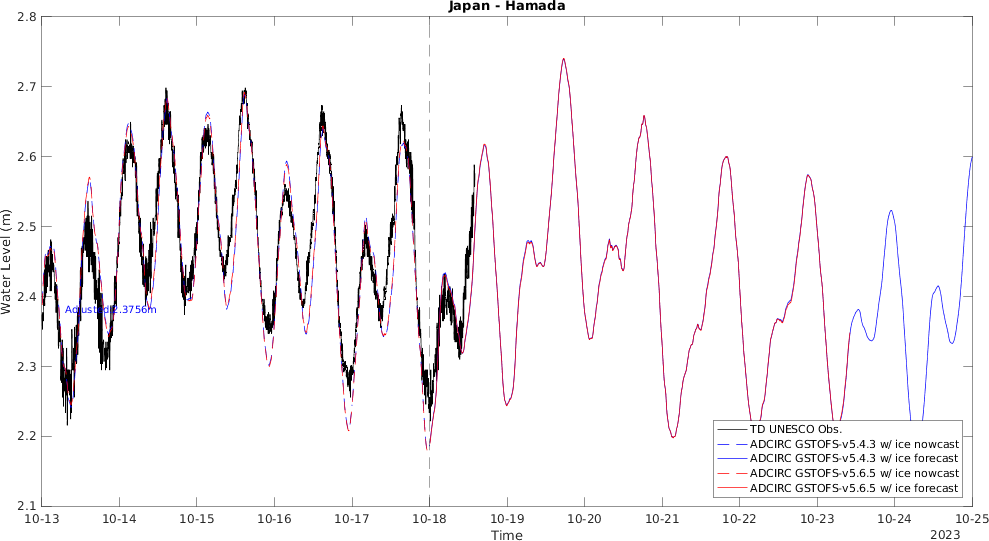 Japan - Hamada
2.8
2.7
2.6
2.5
2.4
2.3
2.2
2.1
Water Level (m)
Adjusted 2.3756m
TD UNESCO Obs.
ADCIRC GSTOFS-v5.4.3 w/ ice nowcast
ADCIRC GSTOFS-v5.4.3 w/ ice forecast
ADCIRC GSTOFS-v5.6.5 w/ ice nowcast
ADCIRC GSTOFS-v5.6.5 w/ ice forecast
10-13 10-14 10-15 10-16 10-17 10-18 10-19 10-20 10-21 10-22 10-23 10-24 10-25
Time
2023